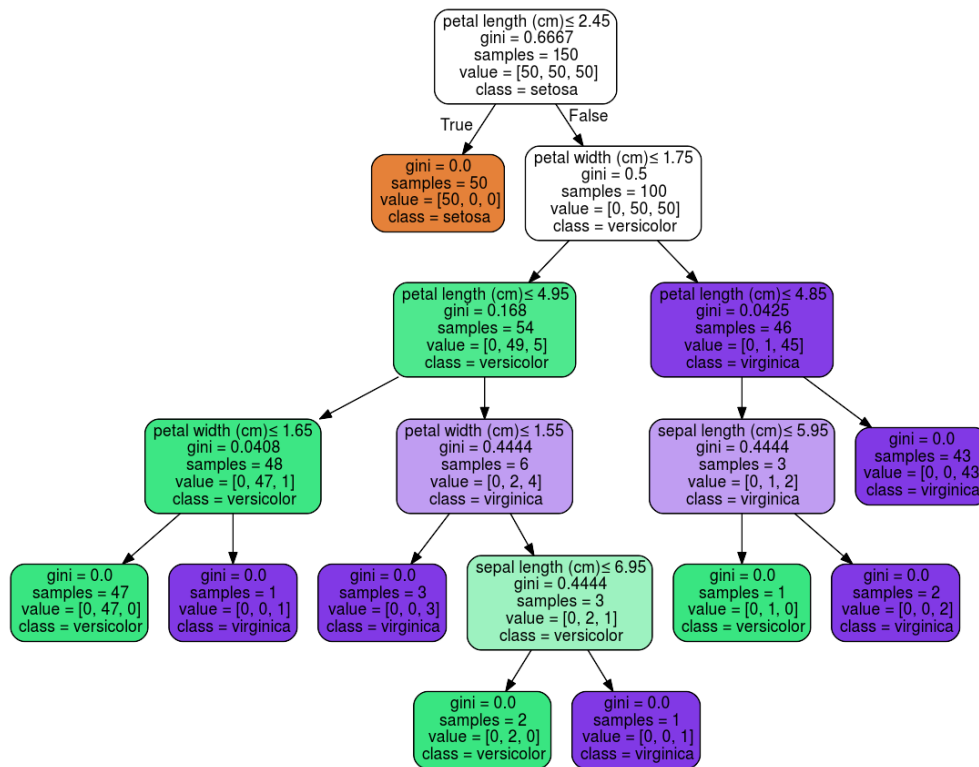 petal length (cm)≤ 2.45
gini = 0.6667
samples = 150
value = [50, 50, 50]
class = setosa
True
False
gini = 0.0
samples = 50
value = [50, 0, 0]
class = setosa
petal width (cm)≤ 1.75
gini = 0.5
samples = 100
value = [0, 50, 50]
class = versicolor
petal length (cm)≤ 4.95
gini = 0.168
samples = 54
value = [0, 49, 5]
class = versicolor
petal length (cm)≤ 4.85
gini = 0.0425
samples = 46
value = [0, 1, 45]
class = virginica
petal width (cm)≤ 1.65
gini = 0.0408
samples = 48
value = [0, 47, 1]
class = versicolor
petal width (cm)≤ 1.55
gini = 0.4444
samples = 6
value = [0, 2, 4]
class = virginica
sepal length (cm)≤ 5.95
gini = 0.4444
samples = 3
value = [0, 1, 2]
class = virginica
gini = 0.0
samples = 43
value = [0, 0, 43]
class = virginica
gini = 0.0
samples = 47
value = [0, 47, 0]
class = versicolor
gini = 0.0
samples = 1
value = [0, 0, 1]
class = virginica
gini = 0.0
samples = 3
value = [0, 0, 3]
class = virginica
sepal length (cm)≤ 6.95
gini = 0.4444
samples = 3
value = [0, 2, 1]
class = versicolor
gini = 0.0
samples = 1
value = [0, 1, 0]
class = versicolor
gini = 0.0
samples = 2
value = [0, 0, 2]
class = virginica
gini = 0.0
samples = 2
value = [0, 2, 0]
class = versicolor
gini = 0.0
samples = 1
value = [0, 0, 1]
class = virginica